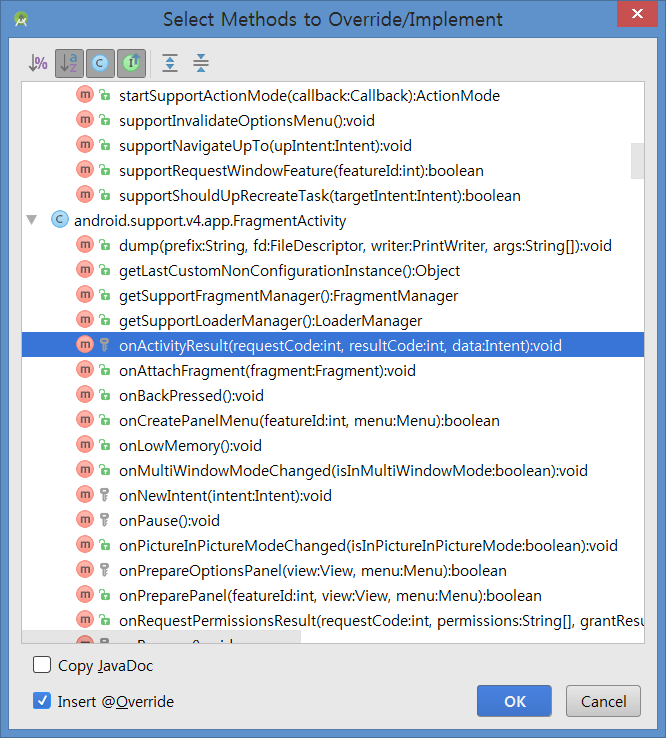 Select Methods to Override/Implement
startSupportActionMode(callback:Callback):ActionMode
supportInvalidateOptionsMenu():void
supportNavigateUpTo(upIntent:Intent):void
supportRequestWindowFeature(featureId:int):boolean
supportShouldUpRecreateTask(targetIntent:Intent):boolean
android.support.v4.app.FragmentActivity
dump(prefix:String, fd:FileDescriptor, writer:PrintWriter, args:String[]):void
getLastCustomNonConfigurationInstance():Object
getSupportFragmentManager():FragmentManager
getSupportLoaderManager():LoaderManager
onActivityResult(requestCode:int, resultCode:int, data:Intent):void
onAttachFragment(fragment:Fragment):void
onBackPressed():void
onCreatePanelMenu(featureId:int, menu:Menu):boolean
onLowMemory():void
onMultiWindowModeChanged(isInMultiWindowMode:boolean):void
onNewIntent(intent:Intent):void
onPause():void
onPictureInPictureModeChanged(isInPictureInPictureMode:boolean):void
onPrepareOptionsPanel(view:View, menu:Menu):boolean
onPreparePanel(featureId:int, view:View, menu:Menu):boolean
onRequestPermissionsResult(requestCode:int, permissions:String[], grantResu
Copy JavaDoc
Insert @Override
OK Cancel